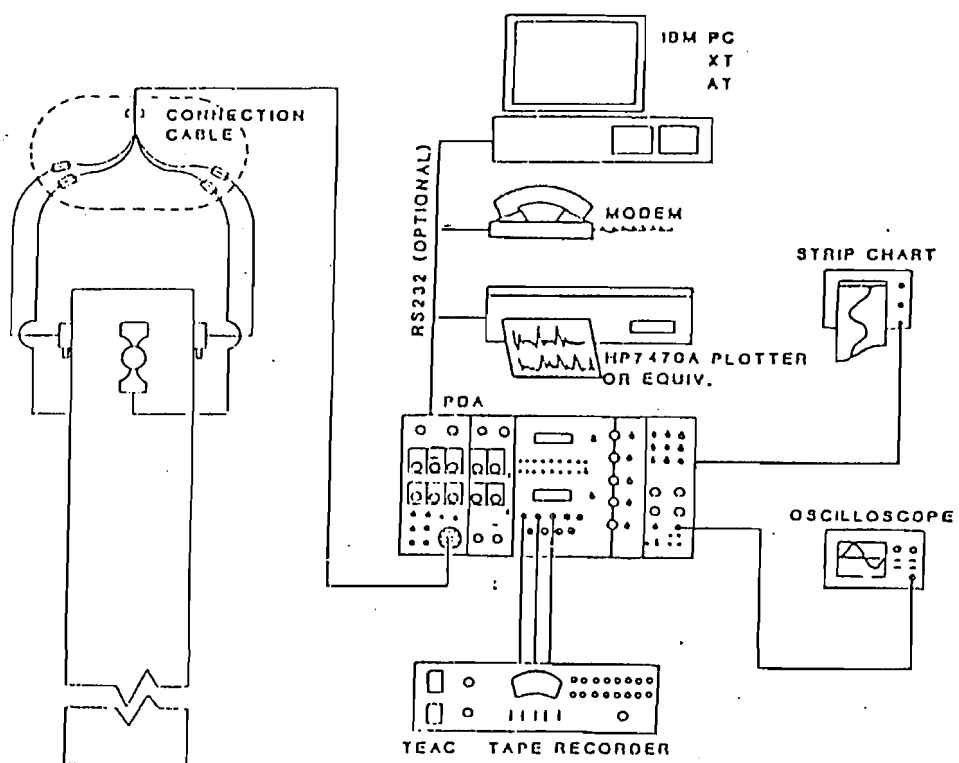 IBM PC
XT
AT
CONNECTION
CABLE
RS232 (OPTIONAL)
MODEM
STRIP CHART
HP7470A PLOTTER
OR EQUIV.
PDA
OSCILLOSCOPE
TEAC TAPE RECORDER